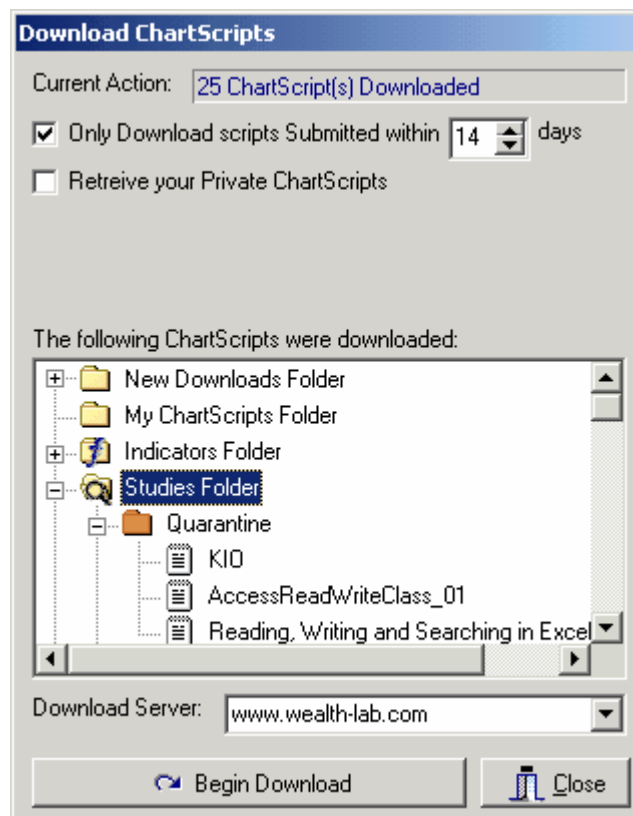 Download ChartScripts
Current Action: 25 ChartScript(s) Downloaded
Only Download scripts Submitted within 14 days
Retreive your Private ChartScripts
The following ChartScripts were downloaded:
New Downloads Folder
My ChartScripts Folder
Indicators Folder
Studies Folder
Quarantine
KIO
AccessReadWriteClass_01
Reading, Writing and Searching in Excel
Download Server: www.wealth-lab.com
Begin Download Close